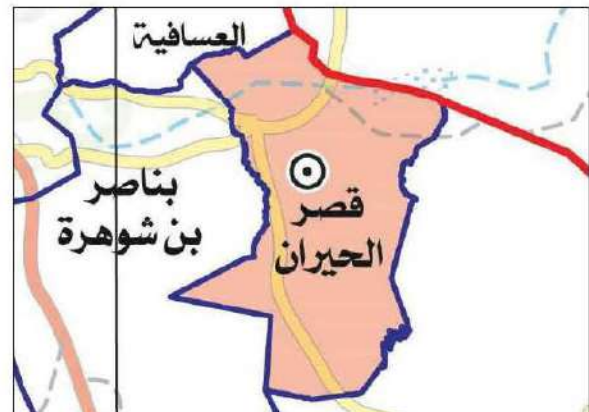 العسافية
بناصر
بن شوهرة
قصر
الحيران